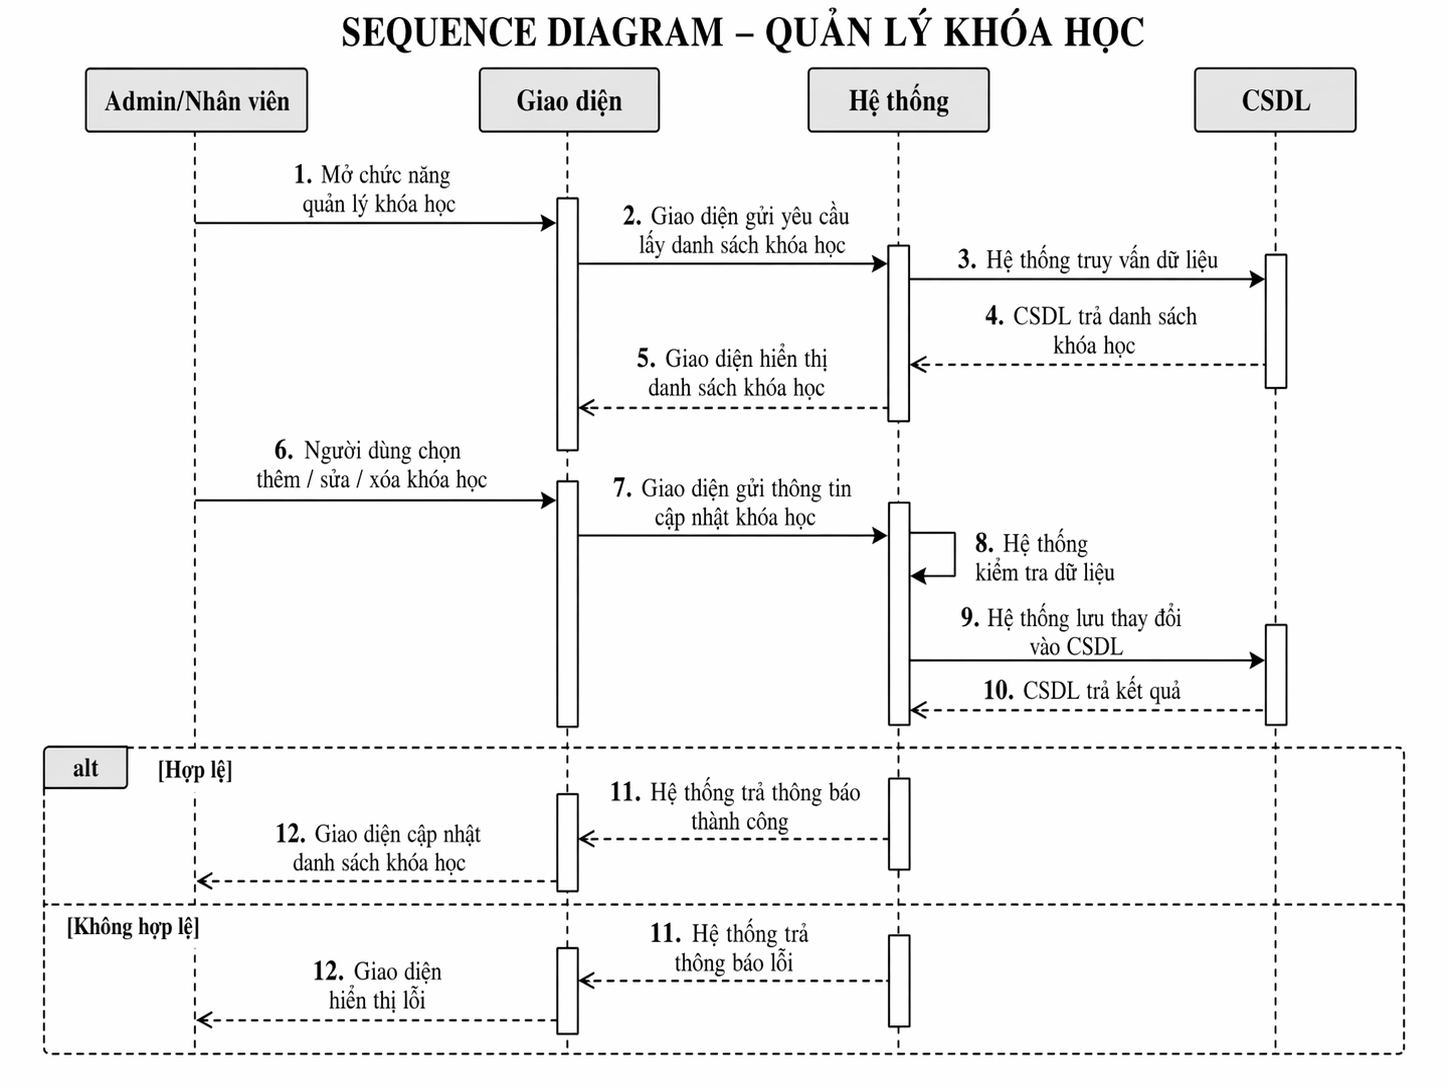 SEQUENCE DIAGRAM – QUẢN LÝ KHÓA HỌC
Admin/Nhân viên
Giao diện
Hệ thống
CSDL
1. Mở chức năng
quản lý khóa học
2. Giao diện gửi yêu cầu
lấy danh sách khóa học
3. Hệ thống truy vấn dữ liệu
4. CSDL trả danh sách
khóa học
5. Giao diện hiển thị
danh sách khóa học
6. Người dùng chọn
thêm / sửa / xóa khóa học
7. Giao diện gửi thông tin
cập nhật khóa học
8. Hệ thống
kiểm tra dữ liệu
9. Hệ thống lưu thay đổi
vào CSDL
10. CSDL trả kết quả
alt
[Hợp lệ]
11. Hệ thống trả thông báo
thành công
12. Giao diện cập nhật
danh sách khóa học
[Không hợp lệ]
11. Hệ thống trả
thông báo lỗi
12. Giao diện
hiển thị lỗi